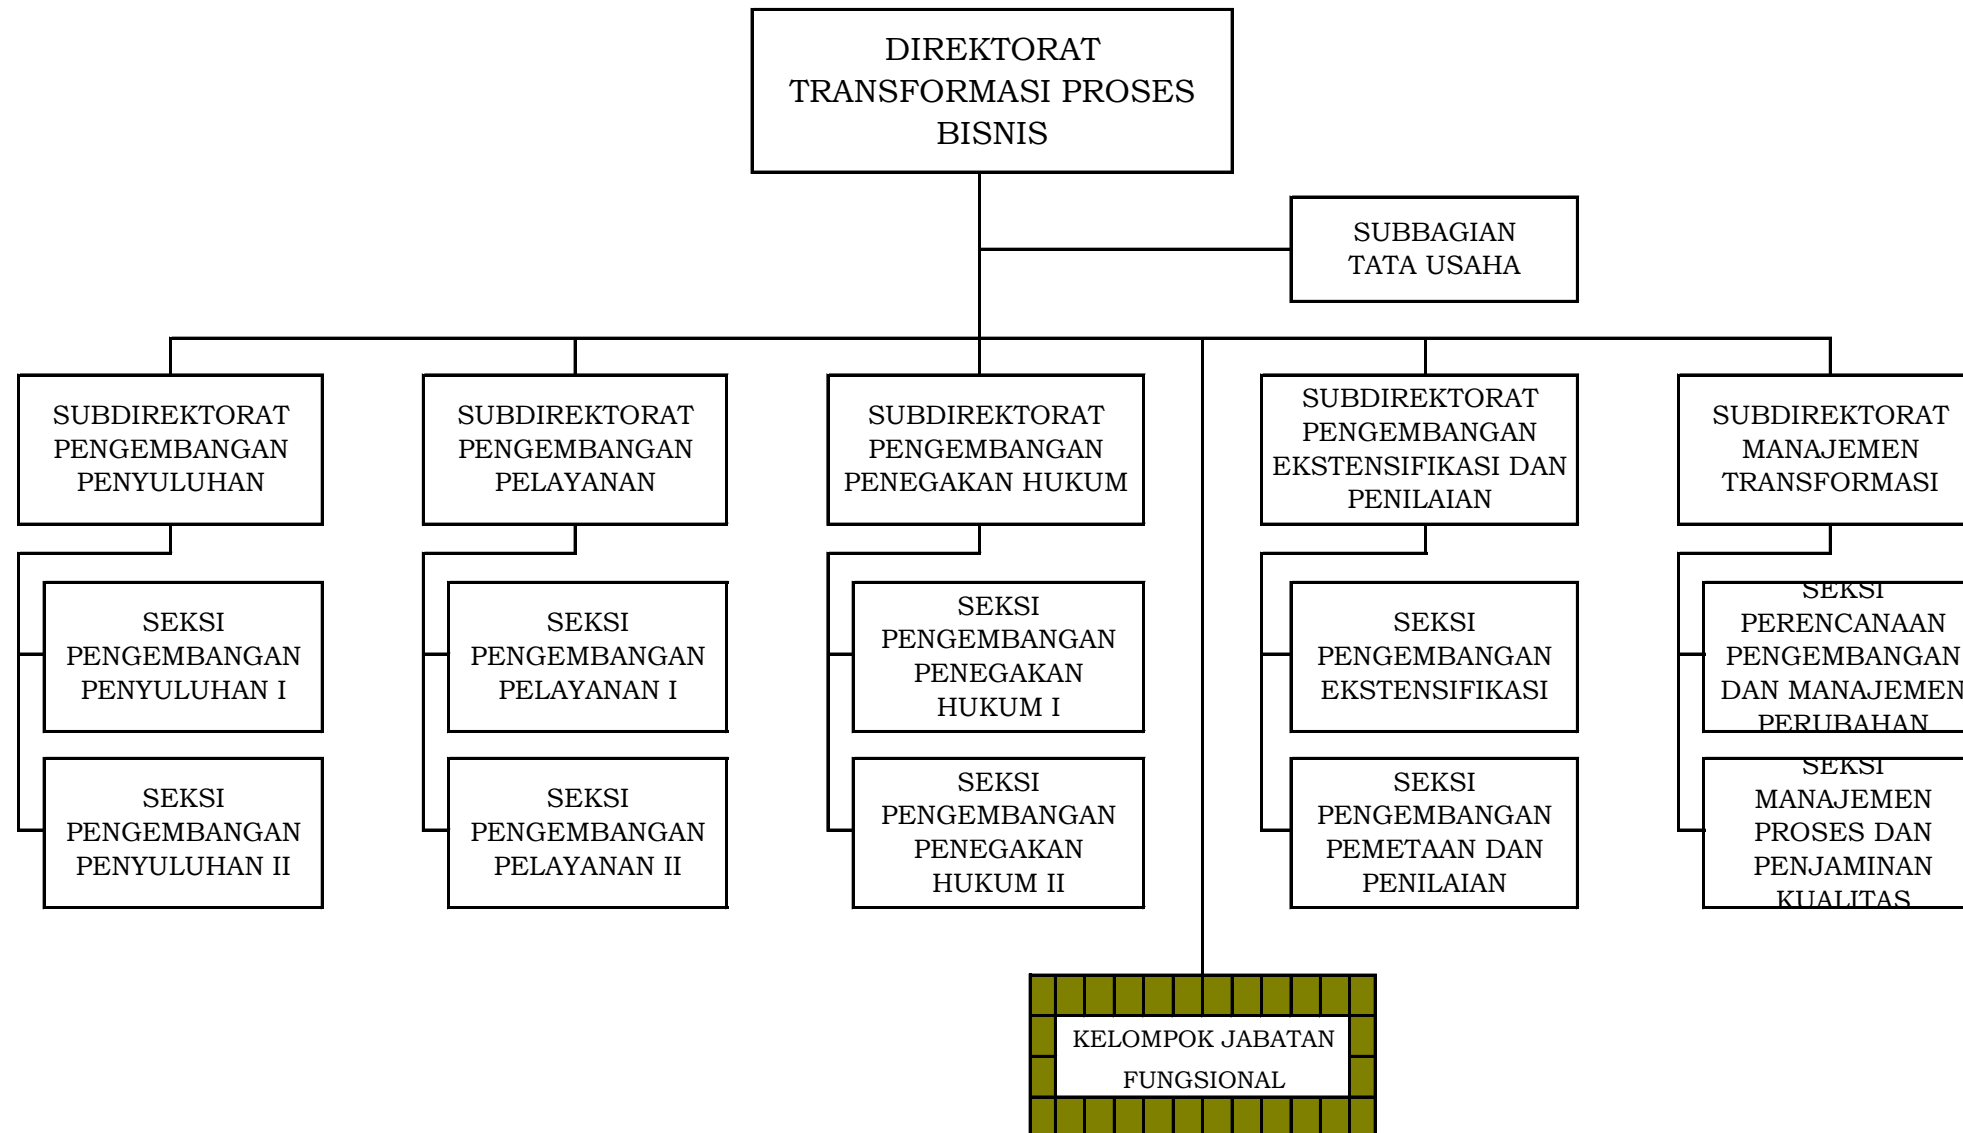 DIREKTORAT
TRANSFORMASI PROSES
BISNIS
SUBBAGIAN
TATA USAHA
SUBDIREKTORAT
PENGEMBANGAN
PENYULUHAN
SUBDIREKTORAT
PENGEMBANGAN
PELAYANAN
SUBDIREKTORAT
PENGEMBANGAN
PENEGAKAN HUKUM
SUBDIREKTORAT
PENGEMBANGAN
EKSTENSIFIKASI DAN
PENILAIAN
SUBDIREKTORAT
MANAJEMEN
TRANSFORMASI
SEKSI
PENGEMBANGAN
PENYULUHAN I
SEKSI
PENGEMBANGAN
PELAYANAN I
SEKSI
PENGEMBANGAN
PENEGAKAN
HUKUM I
SEKSI
PENGEMBANGAN
EKSTENSIFIKASI
SEKSI
PERENCANAAN
PENGEMBANGAN
DAN MANAJEMEN
PERUBAHAN
SEKSI
PENGEMBANGAN
PENYULUHAN II
SEKSI
PENGEMBANGAN
PELAYANAN II
SEKSI
PENGEMBANGAN
PENEGAKAN
HUKUM II
SEKSI
PENGEMBANGAN
PEMETAAN DAN
PENILAIAN
SEKSI
MANAJEMEN
PROSES DAN
PENJAMINAN
KUALITAS
KELOMPOK JABATAN
FUNGSIONAL